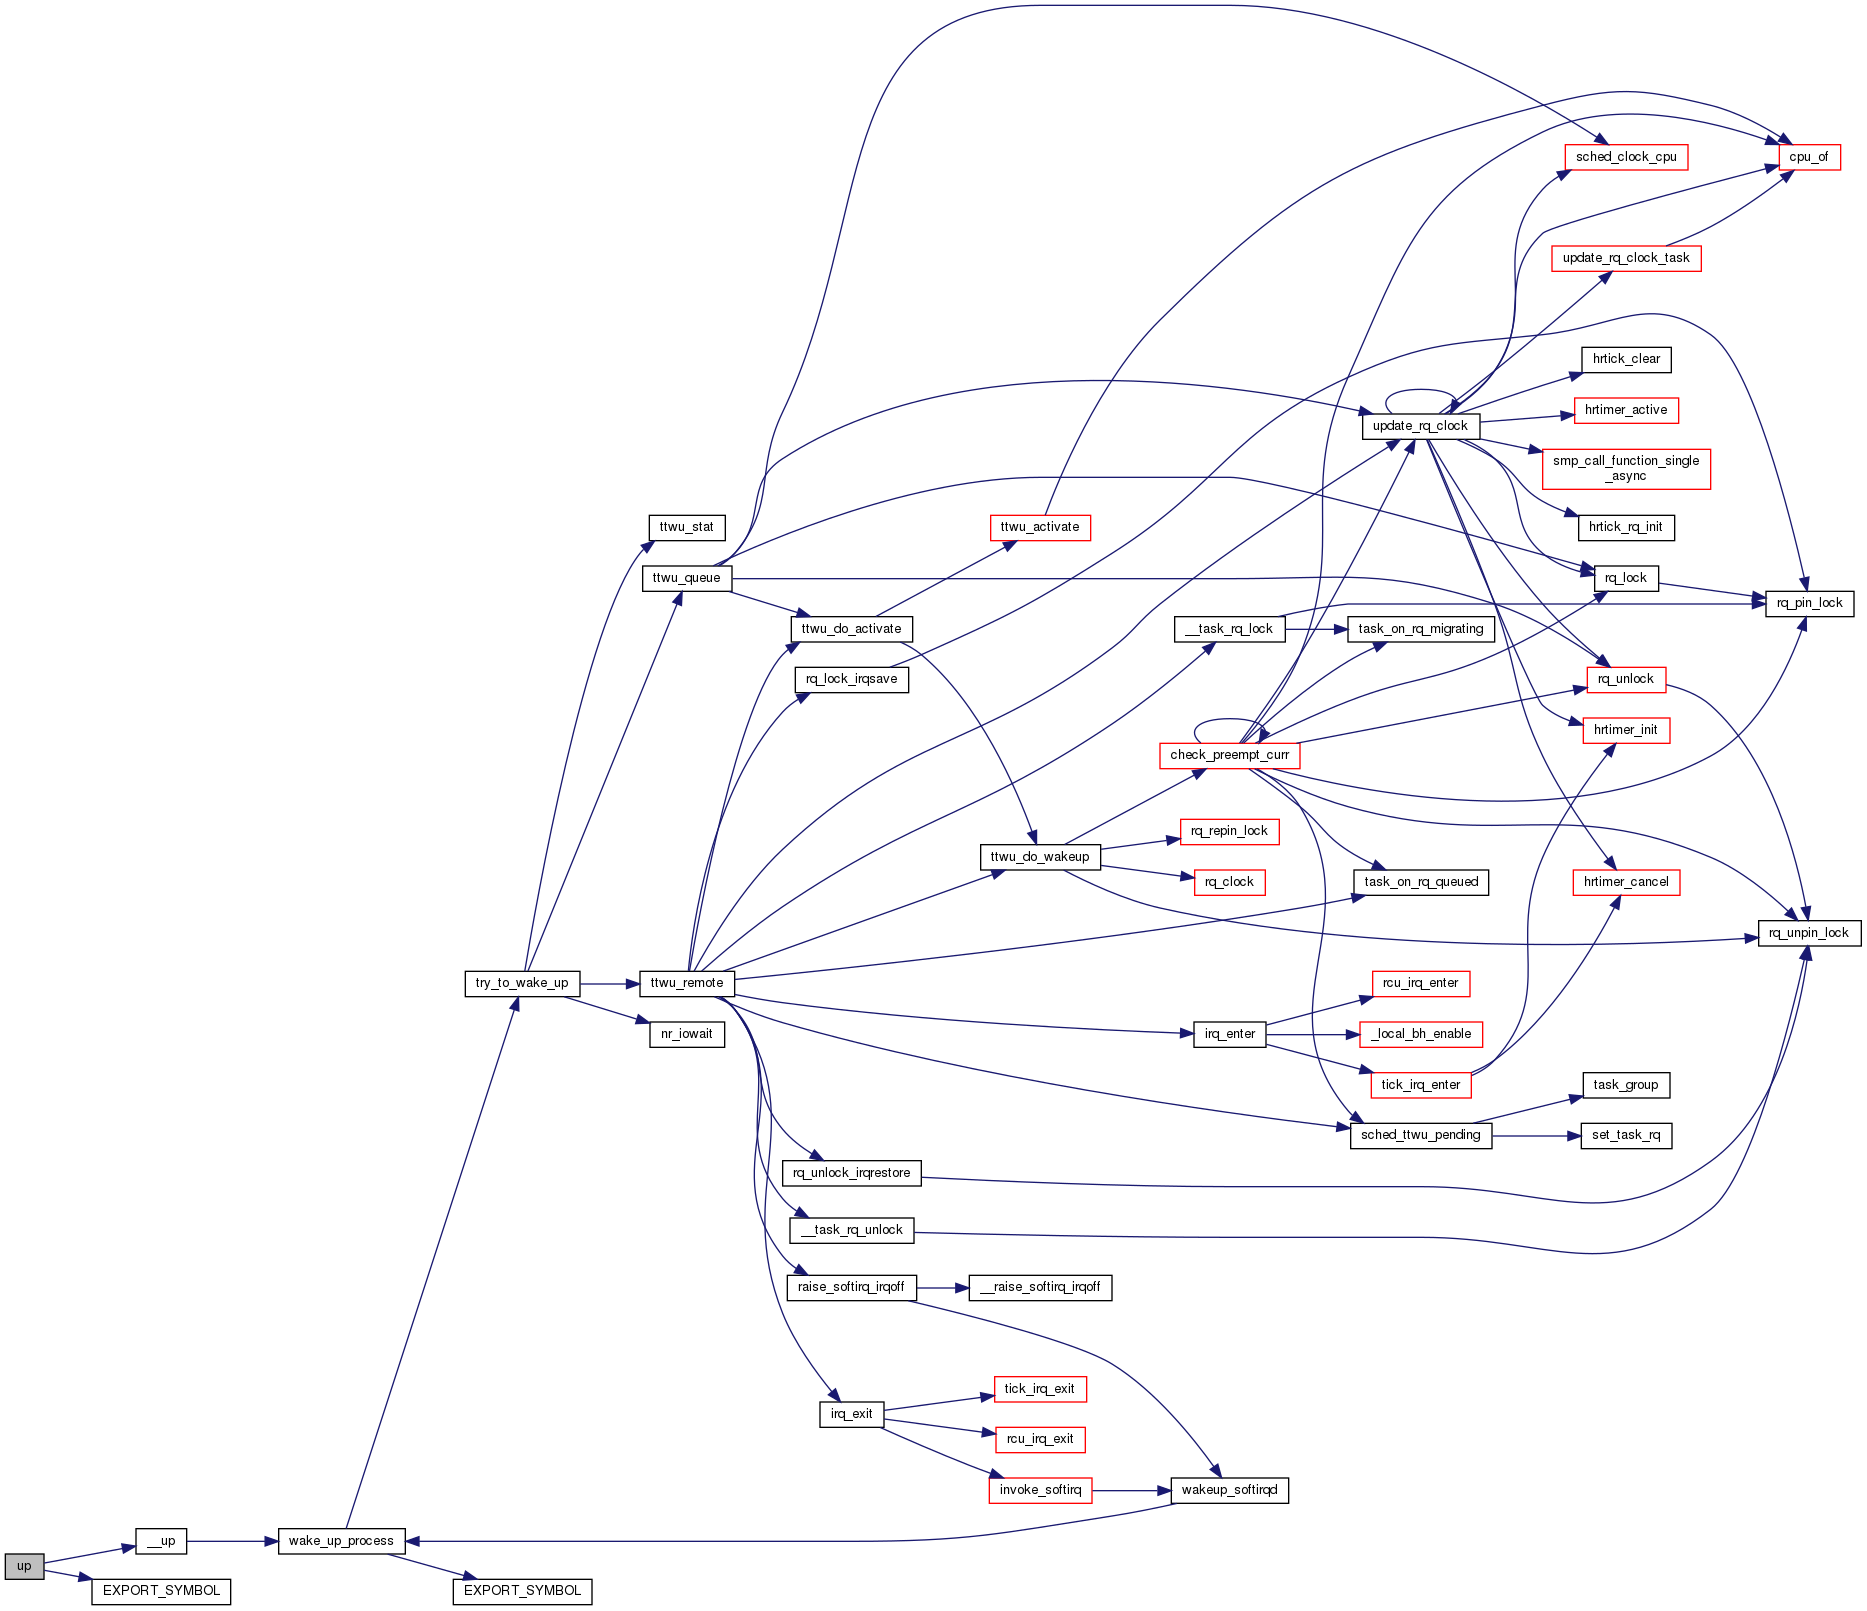 sched_clock_cpu
cpu_of
update_rq_clock_task
hrtick_clear
hrtimer_active
update_rq_clock
smp_call_function_single
_async
ttwu_stat
ttwu_activate
hrtick_rq_init
ttwu_queue
rq_lock
rq_pin_lock
ttwu_do_activate
__task_rq_lock
task_on_rq_migrating
rq_lock_irqsave
rq_unlock
hrtimer_init
check_preempt_curr
rq_repin_lock
ttwu_do_wakeup
rq_clock
task_on_rq_queued
hrtimer_cancel
rq_unpin_lock
try_to_wake_up
ttwu_remote
rcu_irq_enter
nr_iowait
irq_enter
_local_bh_enable
tick_irq_enter
task_group
sched_ttwu_pending
set_task_rq
rq_unlock_irqrestore
__task_rq_unlock
raise_softirq_irqoff
__raise_softirq_irqoff
tick_irq_exit
irq_exit
rcu_irq_exit
invoke_softirq
wakeup_softirqd
__up
wake_up_process
up
EXPORT_SYMBOL
EXPORT_SYMBOL